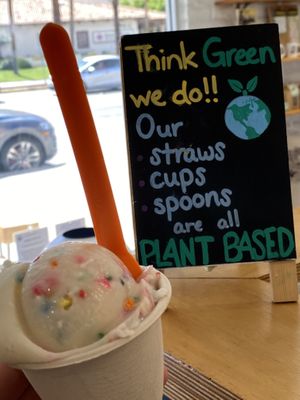 Think Green
we do!!
Our
· straws
· cups
· spoons
are all
PLANT BASED